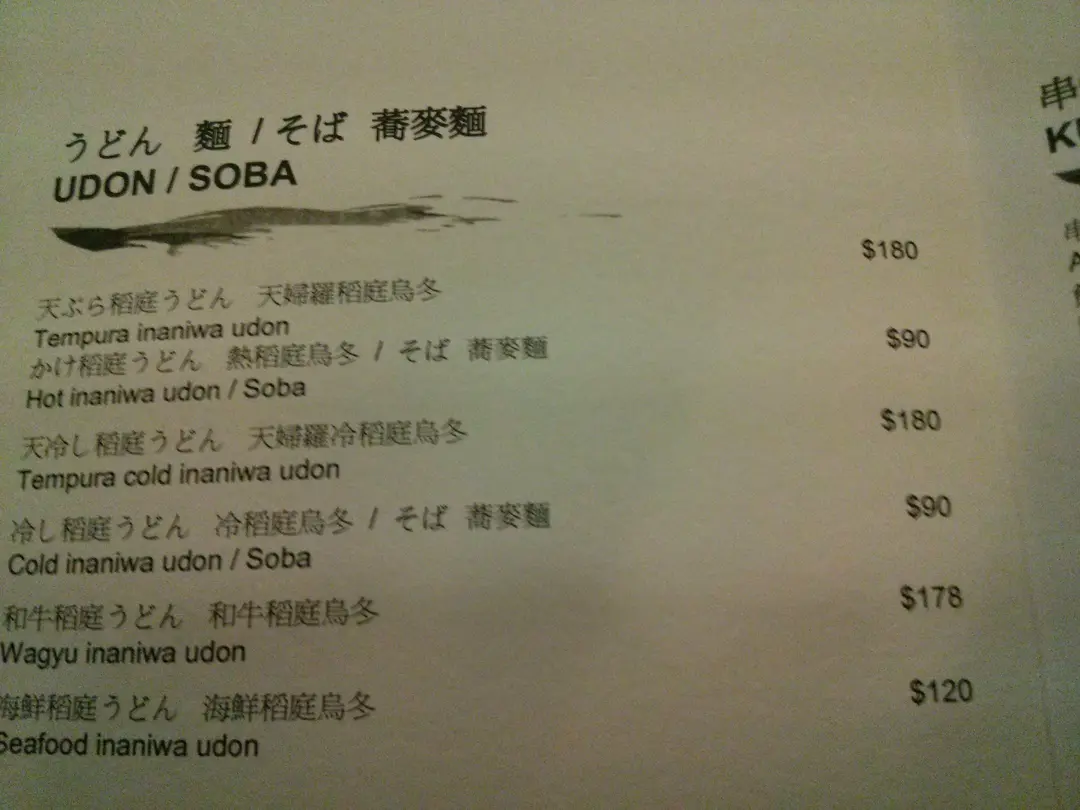 うどん 麵 / そば 蕎麥麵
UDON / SOBA
$180
天ぷら稻庭うどん 天婦羅稻庭烏冬
Tempura inaniwa udon
$90
かけ稻庭うどん 熱稻庭烏冬 / そば 蕎麥麵
Hot inaniwa udon / Soba
$180
天冷し稻庭うどん 天婦羅冷稻庭烏冬
Tempura cold inaniwa udon
$90
冷し稻庭うどん 冷稻庭烏冬 / そば 蕎麥麵
Cold inaniwa udon / Soba
$178
和牛稻庭うどん 和牛稻庭烏冬
Wagyu inaniwa udon
$120
海鮮稻庭うどん 海鮮稻庭烏冬
Seafood inaniwa udon
串